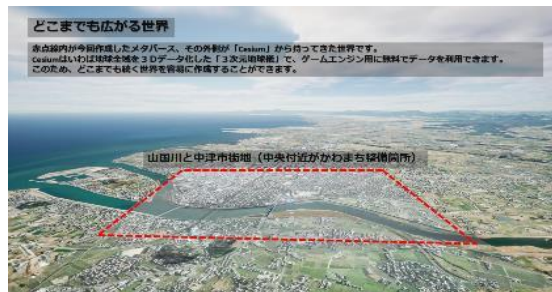 どこまでも広がる世界
赤点線内が今回作成したメタバース、その外側が「Cesium」から持ってきた世界です。
Cesiumはいわば地球全域を３Ｄデータ化した「３次元地球儀」で、ゲームエンジン用に無料でデータを利用できます。
このため、どこまでも続く世界を容易に作成することができます。
山国川と中津市街地（中央付近がかわまち整備箇所）